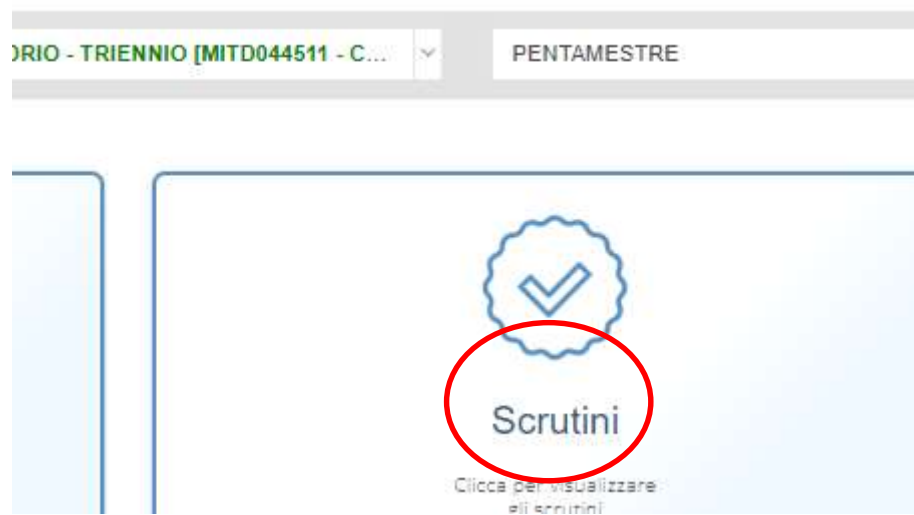 ORIO - TRIENNIO [MITD044511 - C...
PENTAMESTRE
Scrutini
Clicca per visualizzare
gli scrutini